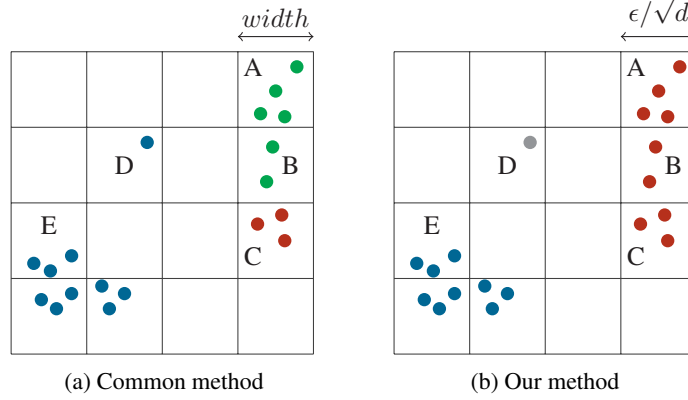 width
ϵ/√d
A
A
D
B
D
B
E
C
E
C
(a) Common method
(b) Our method